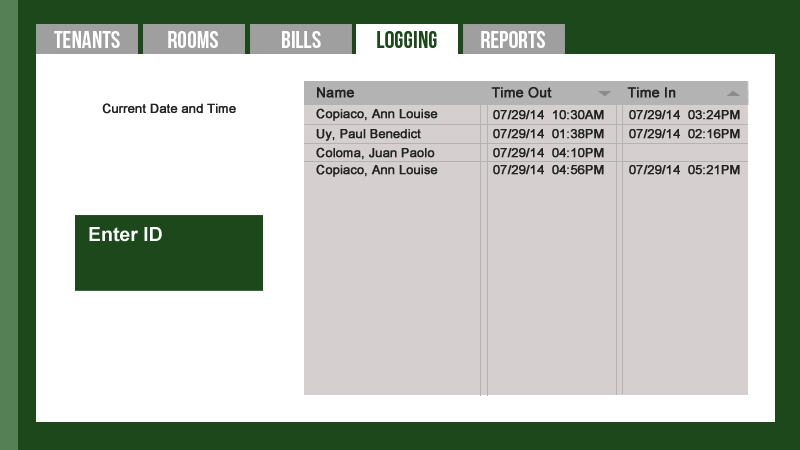 TENANTS ROOMS BILLS LOGGING REPORTS
Current Date and Time
Enter ID
Name Time Out Time In
Copiaco, Ann Louise 07/29/14 10:30AM 07/29/14 03:24PM
Uy, Paul Benedict 07/29/14 01:38PM 07/29/14 02:16PM
Coloma, Juan Paolo 07/29/14 04:10PM
Copiaco, Ann Louise 07/29/14 04:56PM 07/29/14 05:21PM